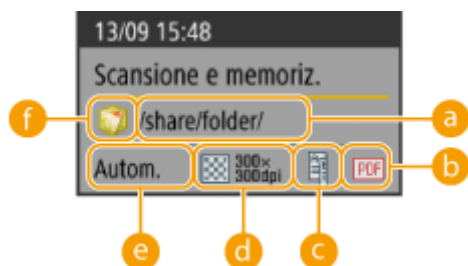 13/09 15:48
Scansione e memoriz.
f /share/folder/ a
Autom. 300× 300dpi PDF b
e d c